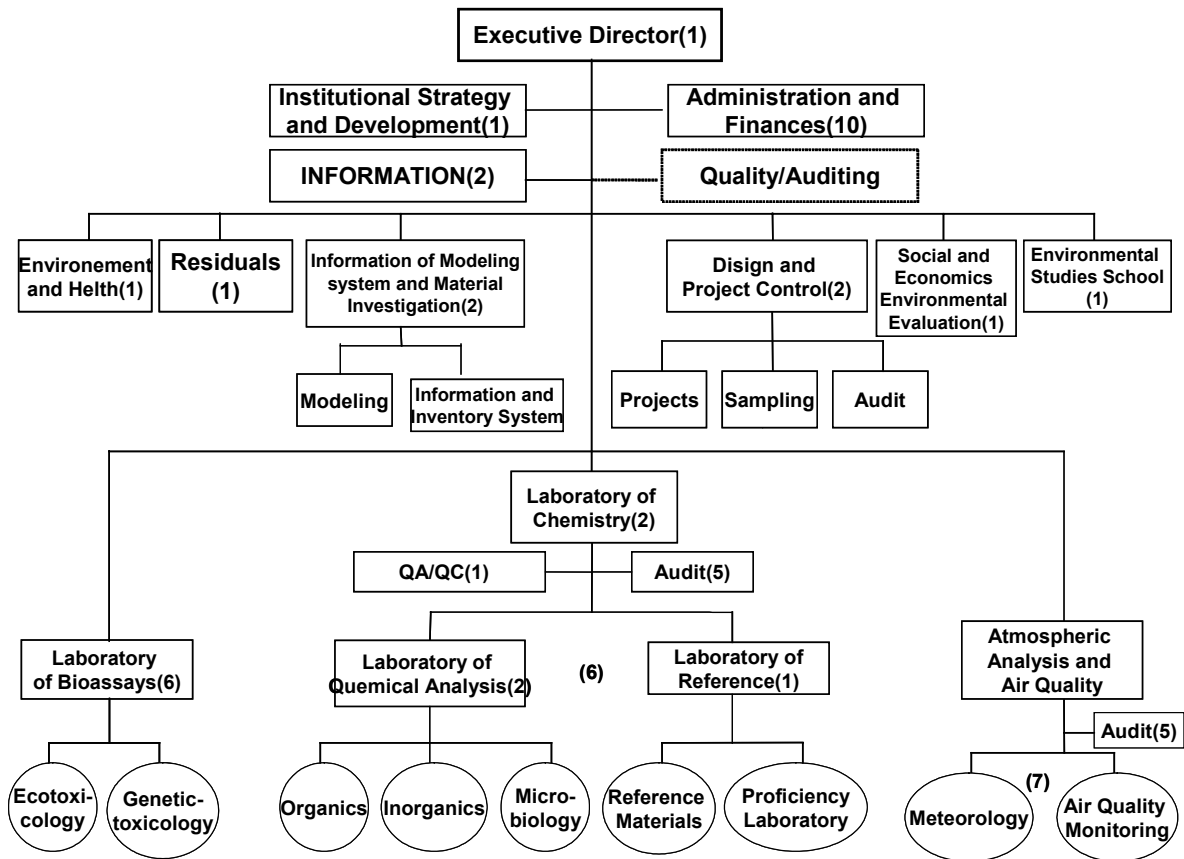 Executive Director(1)
Institutional Strategy
and Development(1)
Administration and
Finances(10)
INFORMATION(2)
Quality/Auditing
Environement
and Helth(1)
Residuals
(1)
Information of Modeling
system and Material
Investigation(2)
Disign and
Project Control(2)
Social and
Economics
Environmental
Evaluation(1)
Environmental
Studies School
(1)
Modeling
Information and
Inventory System
Projects
Sampling
Audit
Laboratory of
Chemistry(2)
QA/QC(1)
Audit(5)
Laboratory
of Bioassays(6)
Laboratory of
Quemical Analysis(2)
(6)
Laboratory of
Reference(1)
Atmospheric
Analysis and
Air Quality
Audit(5)
(7)
Ecotoxi-
cology
Genetic-
toxicology
Organics
Inorganics
Micro-
biology
Reference
Materials
Proficiency
Laboratory
Meteorology
Air Quality
Monitoring